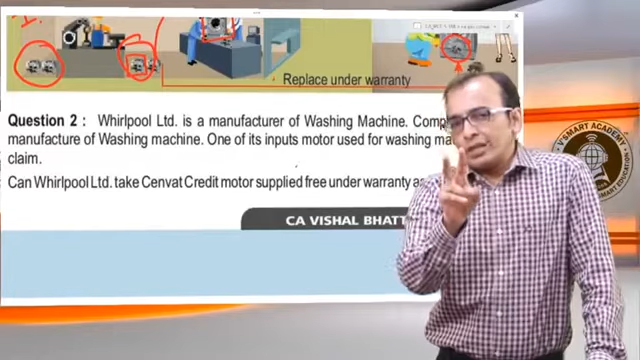 Replace under warranty
Question 2 : Whirlpool Ltd. is a manufacturer of Washing Machine.
manufacture of Washing machine. One of its inputs motor used for washing
claim.
Can Whirlpool Ltd. take Cenvat Credit motor supplied free under warranty
CA VISHAL BHATT
V'SMART ACADEMY